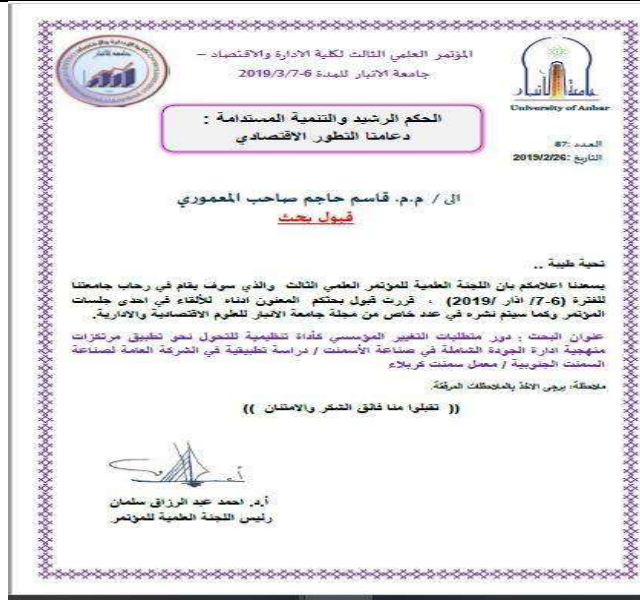 المؤتمر العلمي الثالث لكلية الادارة والاقتصاد –
جامعة الانبار للمدة 6-2019/3/7
جامعة الأنبار
University of Anbar
الحكم الرشيد والتنمية المستدامة :
دعامتا التطور الاقتصادي
العدد :87
التاريخ :2019/2/26
الى / م.م. قاسم حاجم صاحب المعموري
قبول بحث
تحية طيبة ..
يسعدنا اعلامكم بان اللجنة العلمية للمؤتمر العلمي الثالث والذي سوف يقام في رحاب جامعتنا
للفترة (6-7/ اذار /2019) ، قررت قبول بحثكم المعنون ادناه للألقاء في احدى جلسات
المؤتمر وكما سيتم نشره في عدد خاص من مجلة جامعة الانبار للعلوم الاقتصادية والادارية.
عنوان البحث : دور متطلبات التغيير المؤسسي كأداة تنظيمية للتحول نحو تطبيق مرتكزات
منهجية ادارة الجودة الشاملة في صناعة الأسمنت / دراسة تطبيقية في الشركة العامة لصناعة
السمنت الجنوبية / معمل سمنت كربلاء
ملاحظة: يرجى الاخذ بالملاحظات المرفقة.
(( تقبلوا منا فائق الشكر والامتنان ))
أ.د. احمد عبد الرزاق سلمان
رئيس اللجنة العلمية للمؤتمر